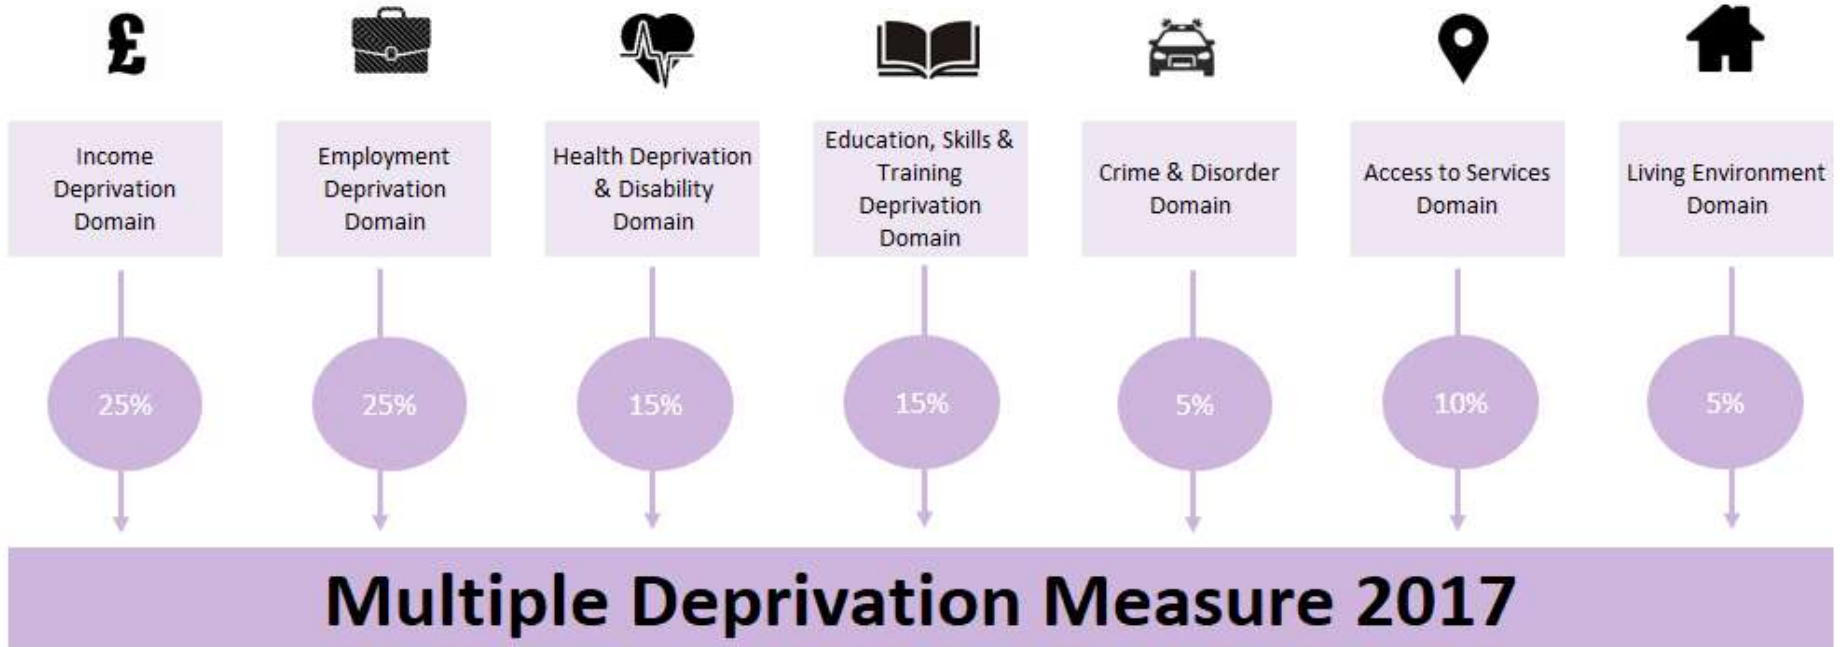 £
Income
Deprivation
Domain
Employment
Deprivation
Domain
Health Deprivation
& Disability
Domain
Education, Skills &
Training
Deprivation
Domain
Crime & Disorder
Domain
Access to Services
Domain
Living Environment
Domain
25%
25%
15%
15%
5%
10%
5%
Multiple Deprivation Measure 2017